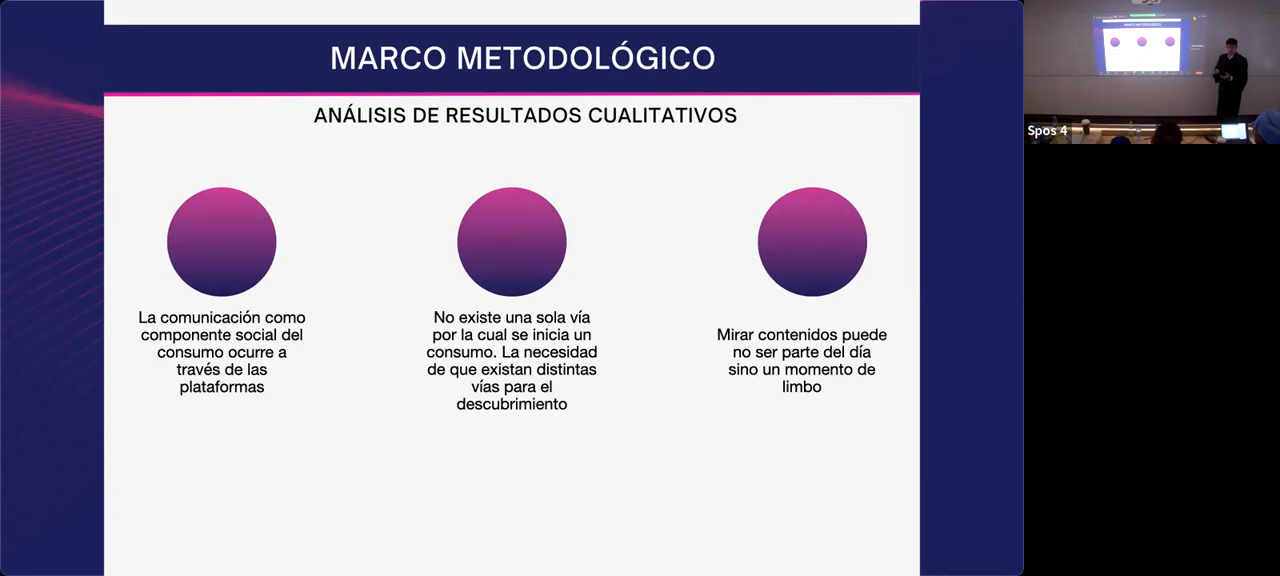 MARCO METODOLÓGICO
ANÁLISIS DE RESULTADOS CUALITATIVOS
La comunicación como
componente social del
consumo ocurre a
través de las
plataformas
No existe una sola vía
por la cual se inicia un
consumo. La necesidad
de que existan distintas
vías para el
descubrimiento
Mirar contenidos puede
no ser parte del día
sino un momento de
limbo
Spos 4